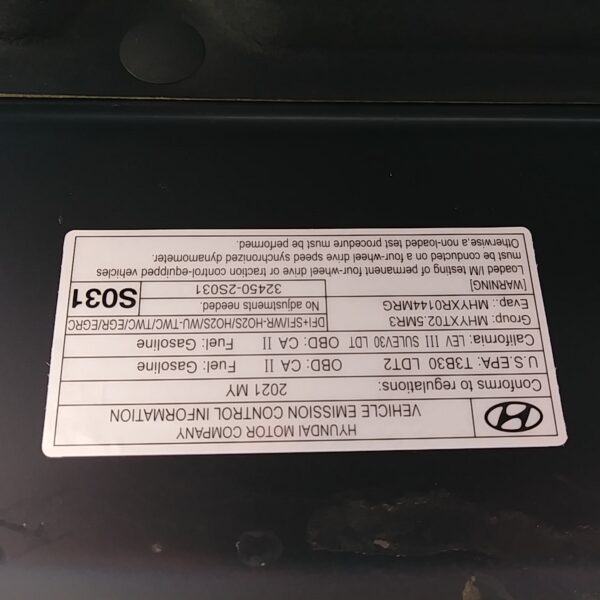 HYUNDAI MOTOR COMPANY
VEHICLE EMISSION CONTROL INFORMATION
Conforms to regulations: 2021 MY
U.S.EPA: T3B30 LDT2 OBD: CA II Fuel: Gasoline
California: LEV III SULEV30 LDT OBD: CA II Fuel: Gasoline
Group: MHYXT02.5MR3 DFI+SFI/WR-HO2S/HO2S/WU-TWC/TWC/EGR/EGRC
Evap: MHYXR0144MRG No adjustments needed.
[WARNING] 32450-2S031 S031
Loaded I/M testing of permanent four-wheel drive or traction control-equipped vehicles
must be conducted on a four-wheel drive speed synchronized dynamometer.
Otherwise,a non-loaded test procedure must be performed.